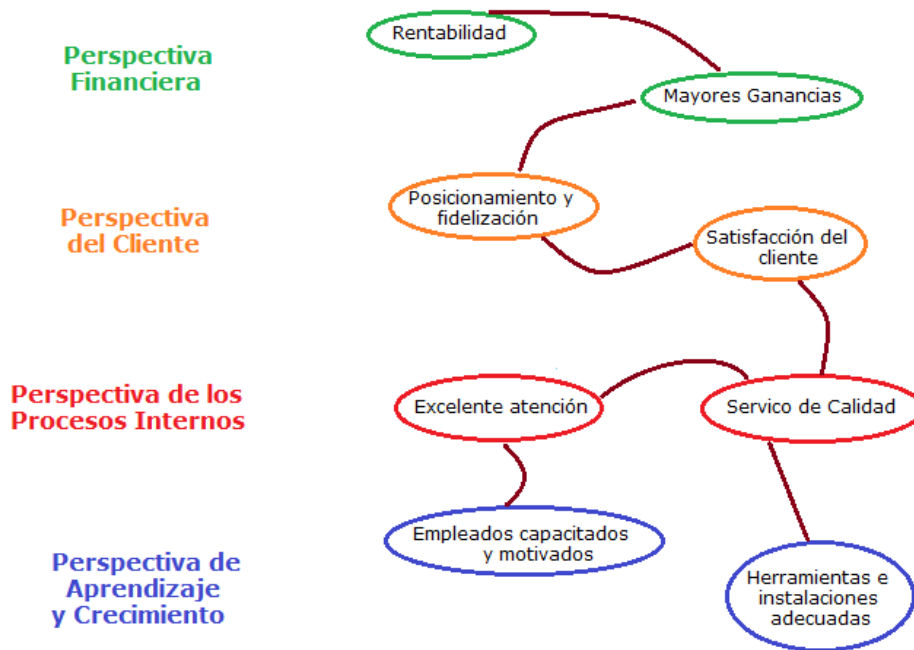 Perspectiva
Financiera
Rentabilidad
Mayores Ganancias
Perspectiva
del Cliente
Posicionamiento y
fidelización
Satisfacción del
cliente
Perspectiva de los
Procesos Internos
Excelente atención
Servico de Calidad
Perspectiva de
Aprendizaje
y Crecimiento
Empleados capacitados
y motivados
Herramientas e
instalaciones
adecuadas